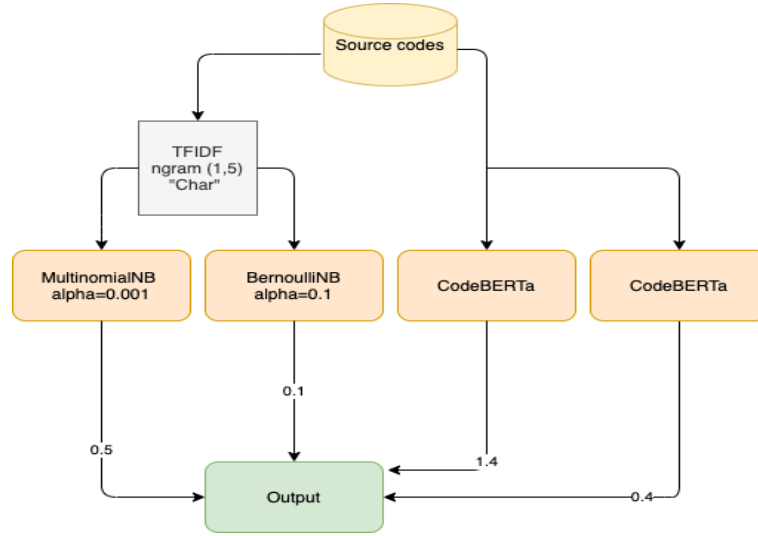 Source codes
TFIDF
ngram (1,5)
"Char"
MultinomialNB
alpha=0.001
BernoulliNB
alpha=0.1
CodeBERTa
CodeBERTa
0.5
0.1
1.4
0.4
Output